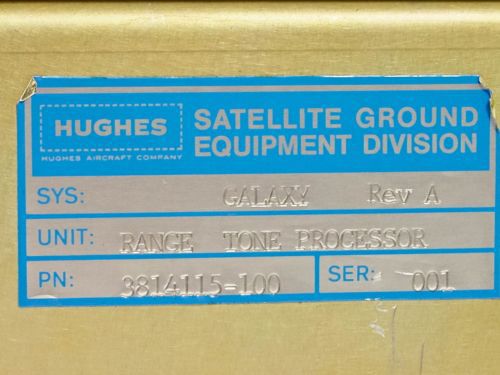 HUGHES
HUGHES AIRCRAFT COMPANY
SATELLITE GROUND
EQUIPMENT DIVISION
SYS: GALAXY Rev A
UNIT: RANGE TONE PROCESSOR
PN: 3814115-100 SER: 001